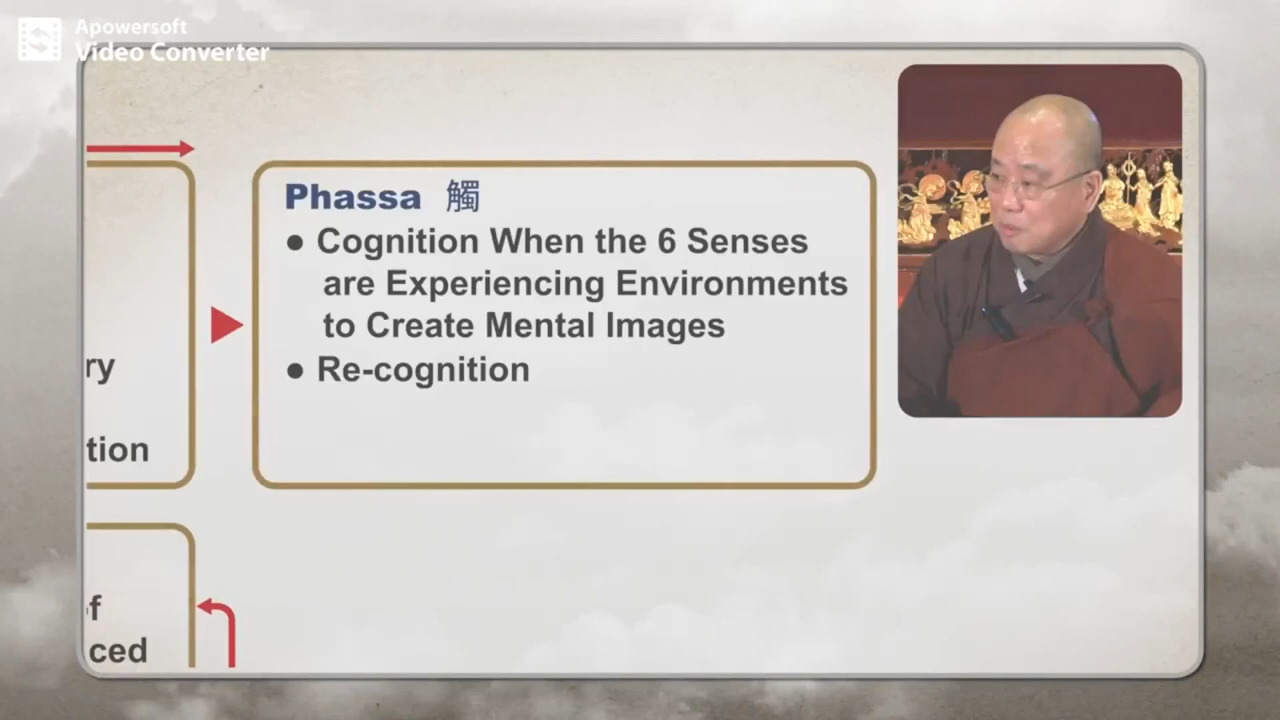 Apowersoft
Video Converter
Phassa 觸
● Cognition When the 6 Senses
are Experiencing Environments
to Create Mental Images
● Re-cognition
ry
tion
of
ced